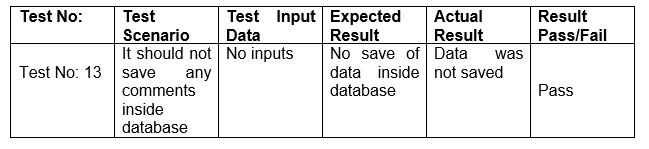 Test No: Test Scenario Test Input Data Expected Result Actual Result Result Pass/Fail
Test No: 13 It should not save any comments inside database No inputs No save of data inside database Data was not saved Pass